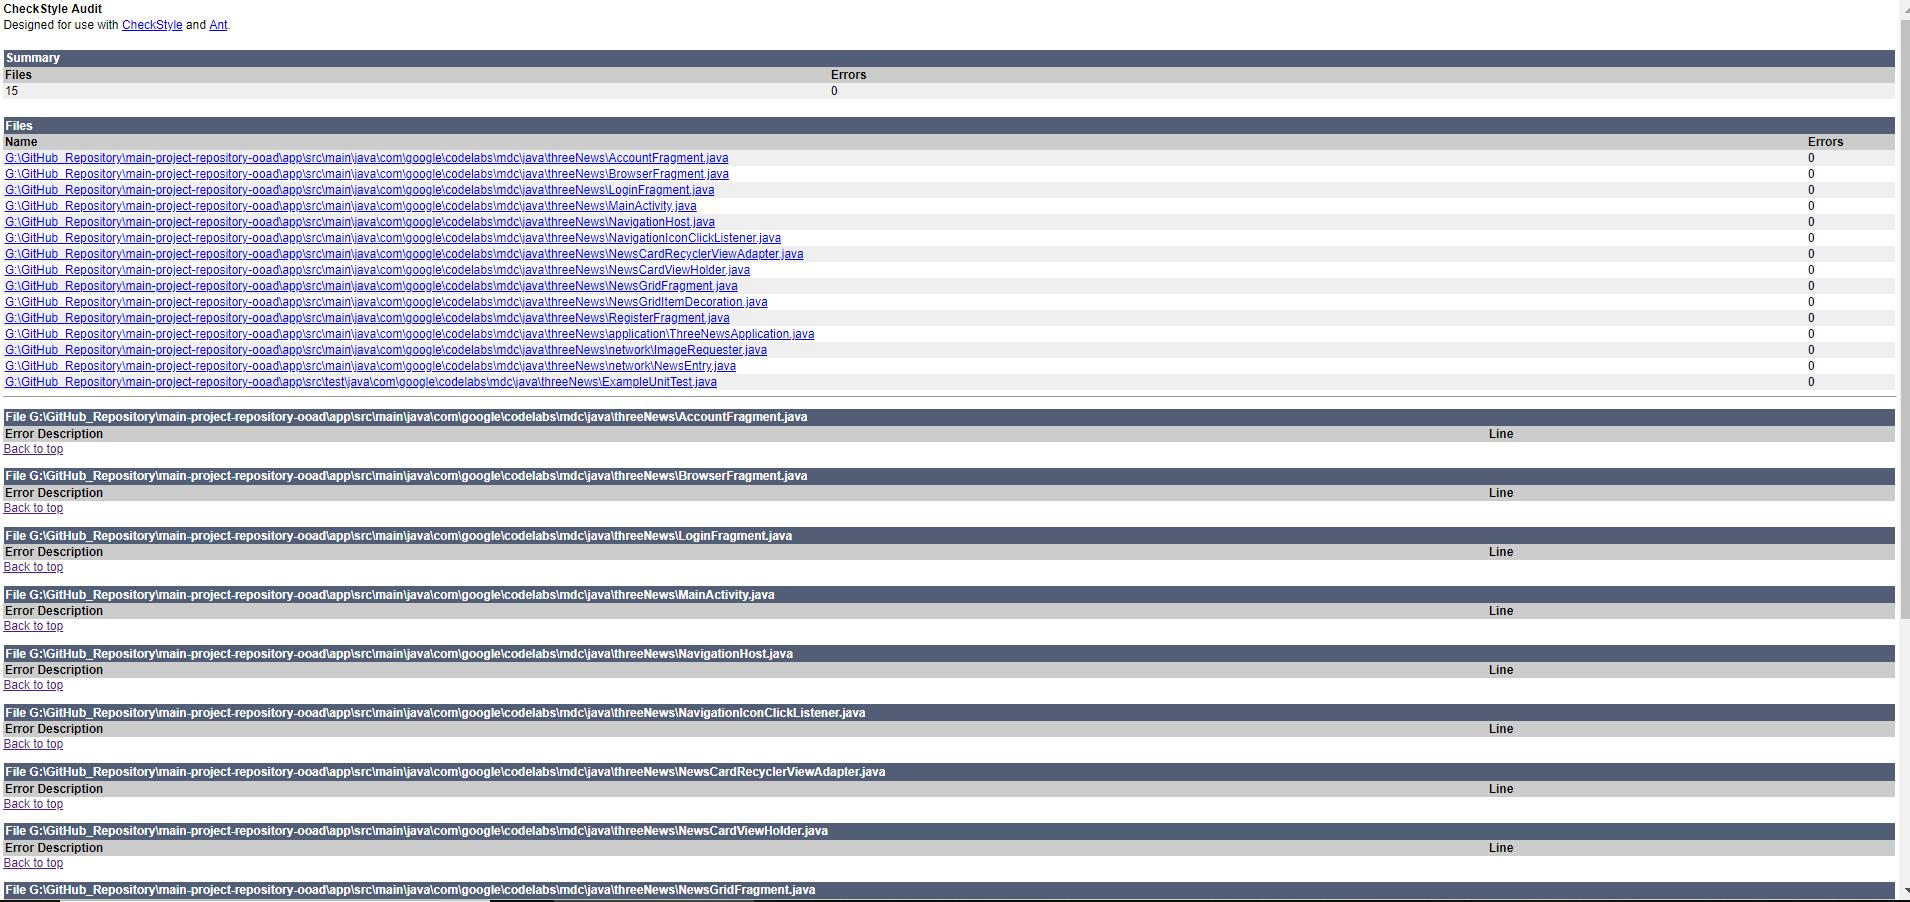 CheckStyle Audit
Designed for use with CheckStyle and Ant.
Summary
Files Errors
15 0
Files
Name Errors
G:\GitHub_Repository\main-project-repository-ooad\app\src\main\java\com\google\codelabs\mdc\java\threeNews\AccountFragment.java 0
G:\GitHub_Repository\main-project-repository-ooad\app\src\main\java\com\google\codelabs\mdc\java\threeNews\BrowserFragment.java 0
G:\GitHub_Repository\main-project-repository-ooad\app\src\main\java\com\google\codelabs\mdc\java\threeNews\LoginFragment.java 0
G:\GitHub_Repository\main-project-repository-ooad\app\src\main\java\com\google\codelabs\mdc\java\threeNews\MainActivity.java 0
G:\GitHub_Repository\main-project-repository-ooad\app\src\main\java\com\google\codelabs\mdc\java\threeNews\NavigationHost.java 0
G:\GitHub_Repository\main-project-repository-ooad\app\src\main\java\com\google\codelabs\mdc\java\threeNews\NavigationIconClickListener.java 0
G:\GitHub_Repository\main-project-repository-ooad\app\src\main\java\com\google\codelabs\mdc\java\threeNews\NewsCardRecyclerViewAdapter.java 0
G:\GitHub_Repository\main-project-repository-ooad\app\src\main\java\com\google\codelabs\mdc\java\threeNews\NewsCardViewHolder.java 0
G:\GitHub_Repository\main-project-repository-ooad\app\src\main\java\com\google\codelabs\mdc\java\threeNews\NewsGridFragment.java 0
G:\GitHub_Repository\main-project-repository-ooad\app\src\main\java\com\google\codelabs\mdc\java\threeNews\NewsGridItemDecoration.java 0
G:\GitHub_Repository\main-project-repository-ooad\app\src\main\java\com\google\codelabs\mdc\java\threeNews\RegisterFragment.java 0
G:\GitHub_Repository\main-project-repository-ooad\app\src\main\java\com\google\codelabs\mdc\java\threeNews\application\ThreeNewsApplication.java 0
G:\GitHub_Repository\main-project-repository-ooad\app\src\main\java\com\google\codelabs\mdc\java\threeNews\network\ImageRequester.java 0
G:\GitHub_Repository\main-project-repository-ooad\app\src\main\java\com\google\codelabs\mdc\java\threeNews\network\NewsEntry.java 0
G:\GitHub_Repository\main-project-repository-ooad\app\src\test\java\com\google\codelabs\mdc\java\threeNews\ExampleUnitTest.java 0
File G:\GitHub_Repository\main-project-repository-ooad\app\src\main\java\com\google\codelabs\mdc\java\threeNews\AccountFragment.java
Error Description Line
Back to top
File G:\GitHub_Repository\main-project-repository-ooad\app\src\main\java\com\google\codelabs\mdc\java\threeNews\BrowserFragment.java
Error Description Line
Back to top
File G:\GitHub_Repository\main-project-repository-ooad\app\src\main\java\com\google\codelabs\mdc\java\threeNews\LoginFragment.java
Error Description Line
Back to top
File G:\GitHub_Repository\main-project-repository-ooad\app\src\main\java\com\google\codelabs\mdc\java\threeNews\MainActivity.java
Error Description Line
Back to top
File G:\GitHub_Repository\main-project-repository-ooad\app\src\main\java\com\google\codelabs\mdc\java\threeNews\NavigationHost.java
Error Description Line
Back to top
File G:\GitHub_Repository\main-project-repository-ooad\app\src\main\java\com\google\codelabs\mdc\java\threeNews\NavigationIconClickListener.java
Error Description Line
Back to top
File G:\GitHub_Repository\main-project-repository-ooad\app\src\main\java\com\google\codelabs\mdc\java\threeNews\NewsCardRecyclerViewAdapter.java
Error Description Line
Back to top
File G:\GitHub_Repository\main-project-repository-ooad\app\src\main\java\com\google\codelabs\mdc\java\threeNews\NewsCardViewHolder.java
Error Description Line
Back to top
File G:\GitHub_Repository\main-project-repository-ooad\app\src\main\java\com\google\codelabs\mdc\java\threeNews\NewsGridFragment.java